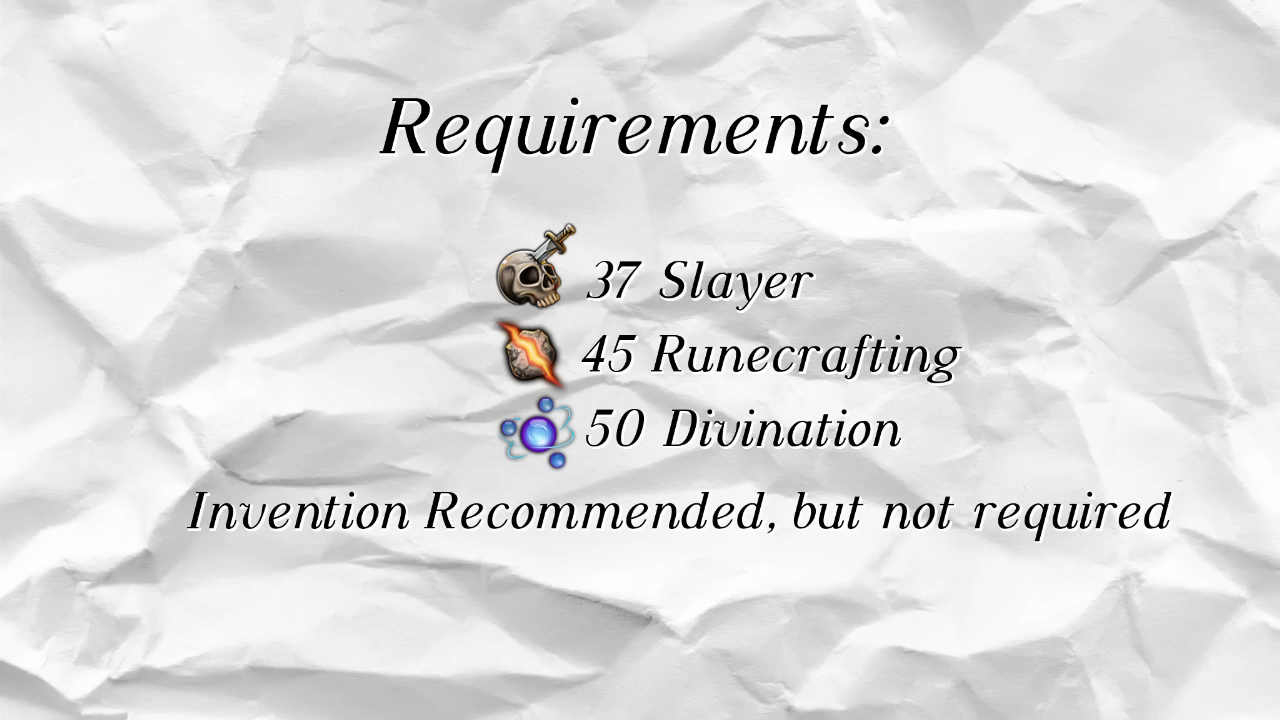 Requirements:
37 Slayer
45 Runecrafting
50 Divination
Invention Recommended, but not required